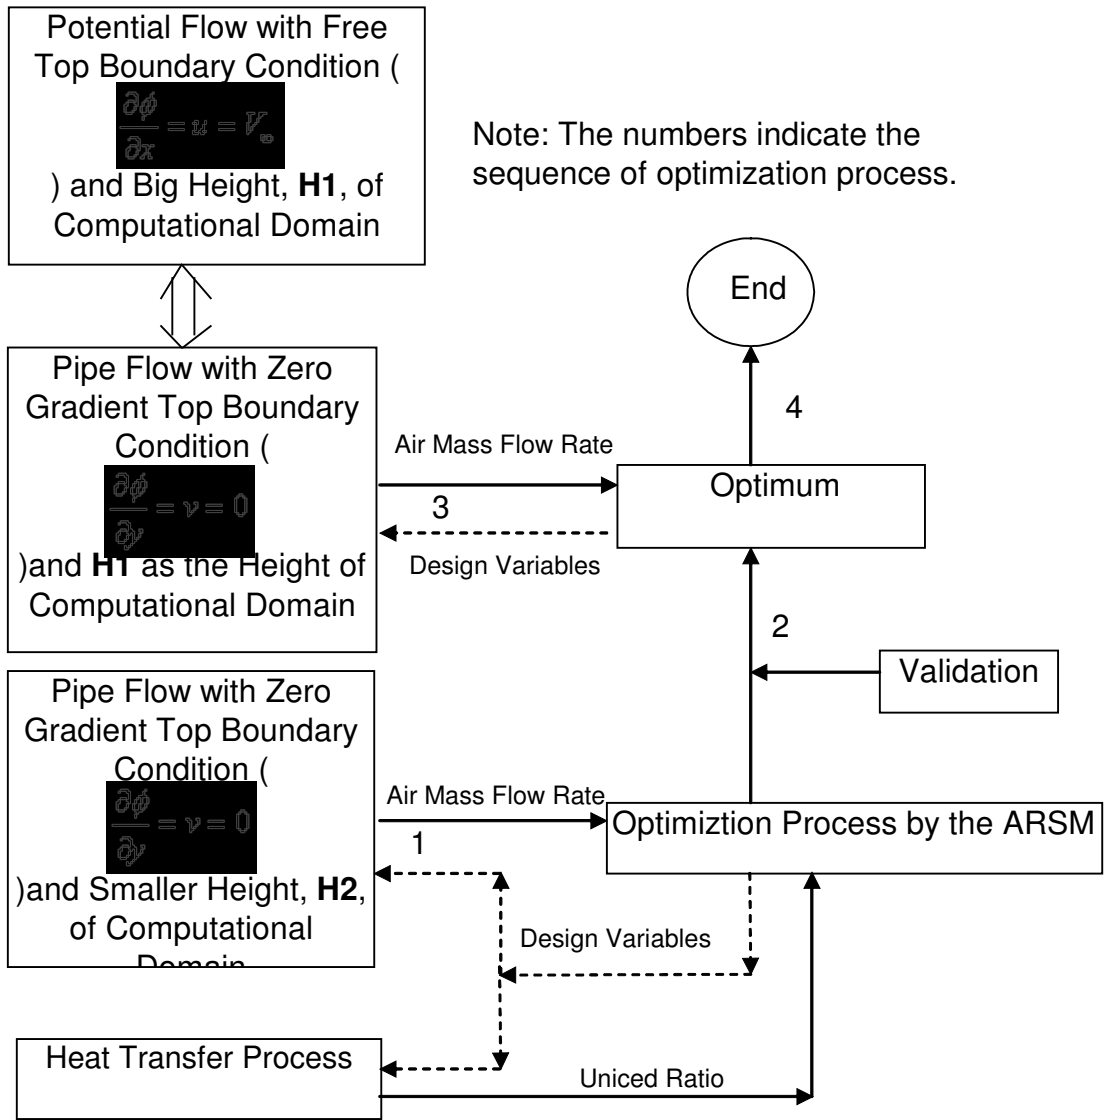 Potential Flow with Free
Top Boundary Condition (
∂ϕ/∂x = u = V∞
) and Big Height, H1, of
Computational Domain
Note: The numbers indicate the
sequence of optimization process.
End
4
Pipe Flow with Zero
Gradient Top Boundary
Condition (
∂ϕ/∂y = v = 0
)and H1 as the Height of
Computational Domain
Air Mass Flow Rate
3
Design Variables
Optimum
2
Validation
Pipe Flow with Zero
Gradient Top Boundary
Condition (
∂ϕ/∂y = v = 0
)and Smaller Height, H2,
of Computational
Domain
Air Mass Flow Rate
1
Optimiztion Process by the ARSM
Design Variables
Heat Transfer Process
Uniced Ratio